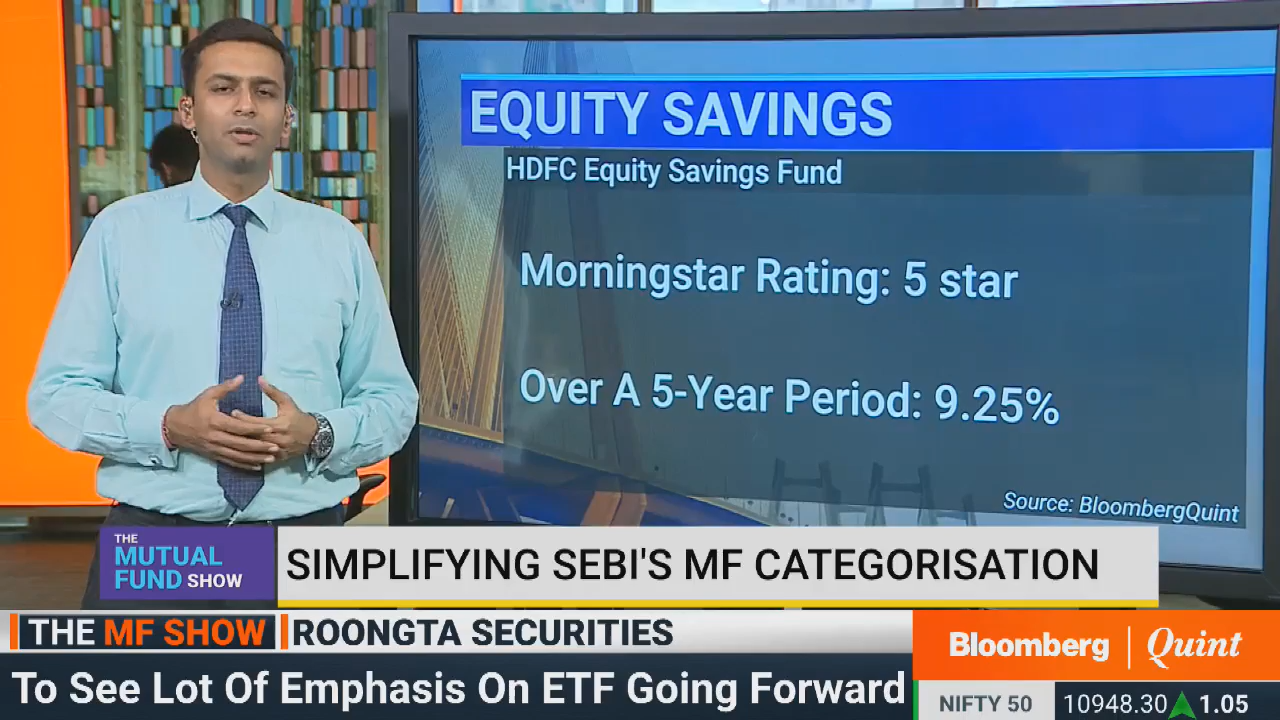 EQUITY SAVINGS
HDFC Equity Savings Fund
Morningstar Rating: 5 star
Over A 5-Year Period: 9.25%
Source: BloombergQuint
THE
MUTUAL
FUND SHOW
SIMPLIFYING SEBI'S MF CATEGORISATION
THE MF SHOW
ROONGTA SECURITIES
Bloomberg | Quint
To See Lot Of Emphasis On ETF Going Forward
NIFTY 50
10948.30 ▲ 1.05